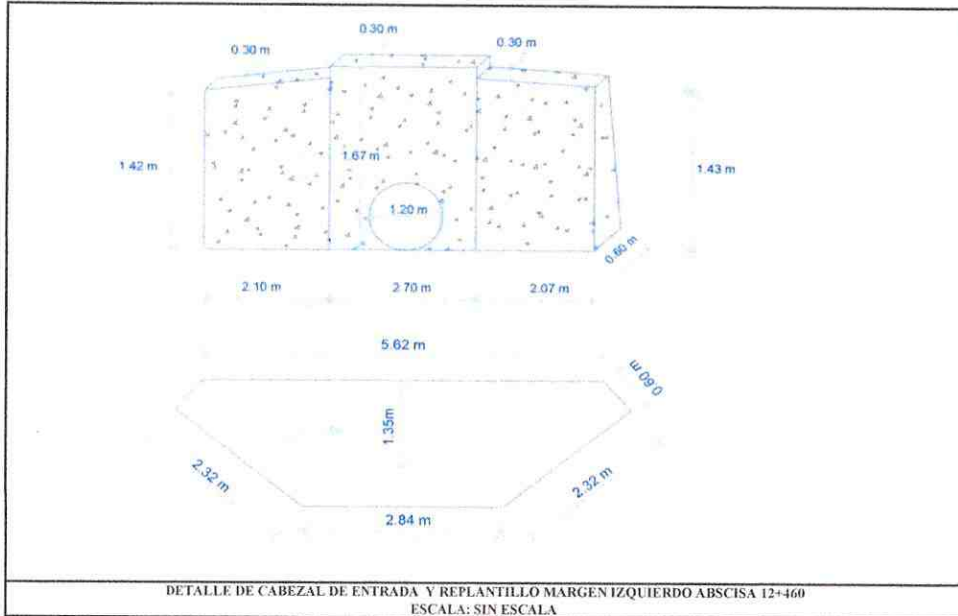 0.30 m
0.30 m
0.30 m
1.42 m
1.67 m
1.20 m
1.43 m
0.60 m
2.10 m
2.70 m
2.07 m
5.62 m
0.60 m
1.35m
2.32 m
2.32 m
2.84 m
DETALLE DE CABEZAL DE ENTRADA Y REPLANTILLO MARGEN IZQUIERDO ABSCISA 12+460
ESCALA: SIN ESCALA